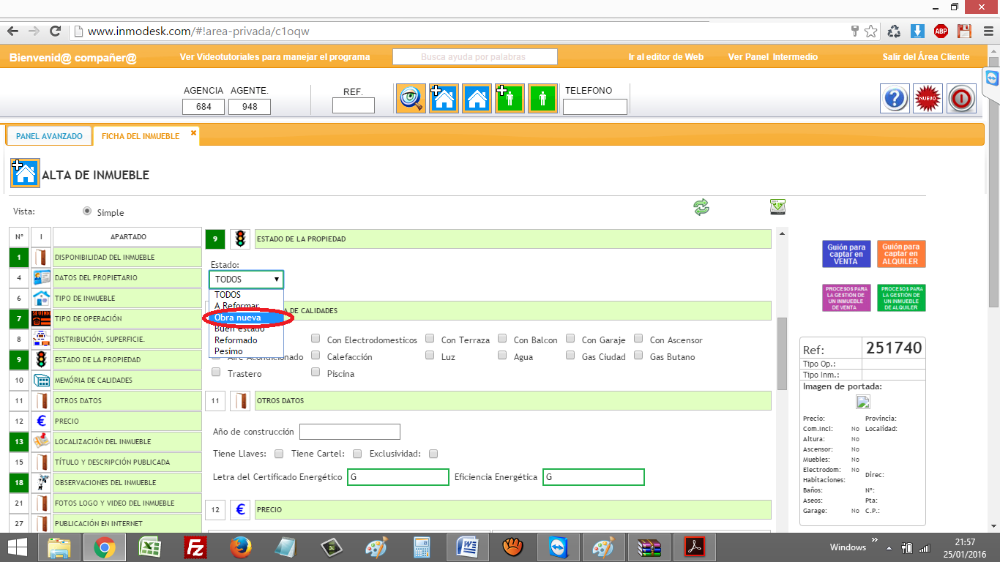 www.inmodesk.com/#!area-privada/c1oqw
ABP
Bienvenid@ compañer@
Ver Videotutoriales para manejar el programa
Busca ayuda por palabras
Ir al editor de Web
Ver Panel Intermedio
Salir del Área Cliente
AGENCIA AGENTE.
684 948
REF.
TELEFONO
NUEVO
PANEL AVANZADO
FICHA DEL INMUEBLE
ALTA DE INMUEBLE
Vista:
Simple
Nº I APARTADO
1 DISPONIBILIDAD DEL INMUEBLE
4 DATOS DEL PROPIETARIO
6 TIPO DE INMUEBLE
7 SE VENDE TIPO DE OPERACIÓN
8 DISTRIBUCIÓN, SUPERFICIE.
9 ESTADO DE LA PROPIEDAD
10 MEMÓRIA DE CALIDADES
11 OTROS DATOS
12 € PRECIO
13 LOCALIZACIÓN DEL INMUEBLE
15 TÍTULO Y DESCRIPCIÓN PUBLICADA
18 OBSERVACIONES DEL INMUEBLE
21 FOTOS LOGO Y VIDEO DEL INMUEBLE
27 PUBLICACIÓN EN INTERNET
9 ESTADO DE LA PROPIEDAD
Estado:
TODOS
TODOS
A Reformar
Obra nueva
Buen estado
Reformado
Pesimo
A DE CALIDADES
Con Electrodomesticos Con Terraza Con Balcon Con Garaje Con Ascensor
Aire Acondicionado Calefacción Luz Agua Gas Ciudad Gas Butano
Trastero Piscina
11 OTROS DATOS
Año de construcción
Tiene Llaves: Tiene Cartel: Exclusividad:
Letra del Certificado Energético G Eficiencia Energética G
12 € PRECIO
Guión para captar en VENTA
Guión para captar en ALQUILER
PROCESOS PARA LA GESTIÓN DE UN INMUEBLE DE VENTA
PROCESOS PARA LA GESTIÓN DE UN INMUEBLE DE ALQUILER
Ref: 251740
Tipo Op.:
Tipo Inm.:
Imagen de portada:
Precio: Provincia:
Com.Incl: No Localidad:
Altura: No
Ascensor: No
Muebles: No
Electrodom: No
Direc:
Habitaciones:
Baños: Nº:
Aseos: Pta:
Garage: No C.P.:
Fz
Windows
21:57
25/01/2016